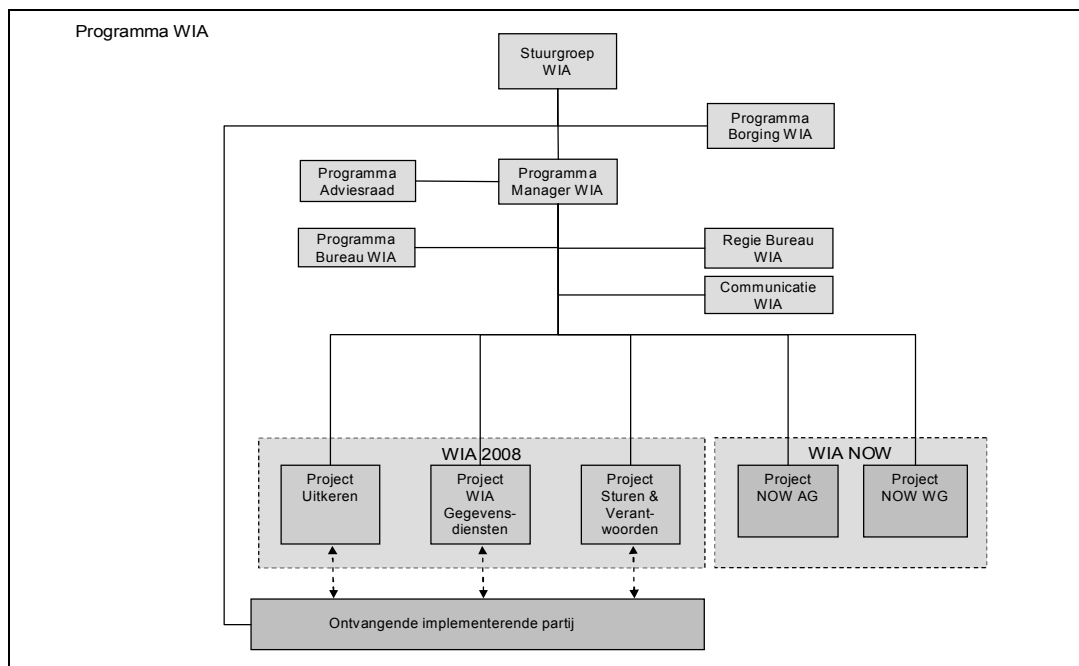 Programma WIA
Stuurgroep
WIA
Programma
Borging WIA
Programma
Adviesraad
Programma
Manager WIA
Programma
Bureau WIA
Regie Bureau
WIA
Communicatie
WIA
WIA 2008
WIA NOW
Project
Uitkeren
Project
WIA
Gegevens-
diensten
Project
Sturen &
Verant-
woorden
Project
NOW AG
Project
NOW WG
Ontvangende implementerende partij